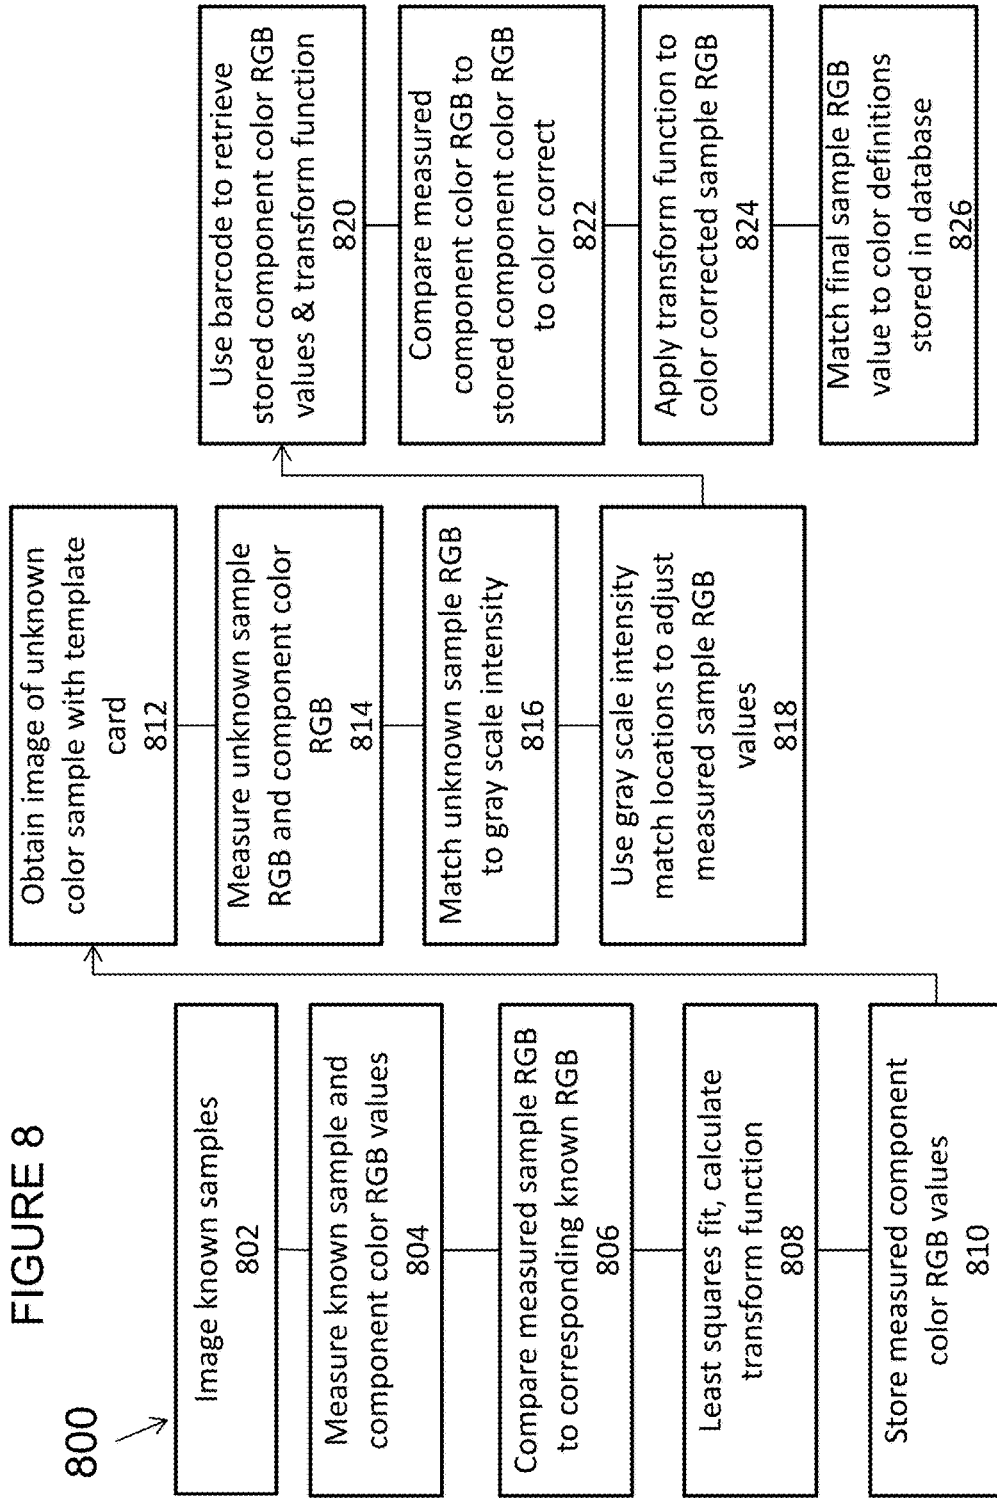 FIGURE 8
800
Image known samples
802
Measure known sample and
component color RGB values
804
Compare measured sample RGB
to corresponding known RGB
806
Least squares fit, calculate
transform function
808
Store measured component
color RGB values
810
Obtain image of unknown
color sample with template
card
812
Measure unknown sample
RGB and component color
RGB
814
Match unknown sample RGB
to gray scale intensity
816
Use gray scale intensity
match locations to adjust
measured sample RGB
values
818
Use barcode to retrieve
stored component color RGB
values & transform function
820
Compare measured
component color RGB to
stored component color RGB
to color correct
822
Apply transform function to
color corrected sample RGB
824
Match final sample RGB
value to color definitions
stored in database
826